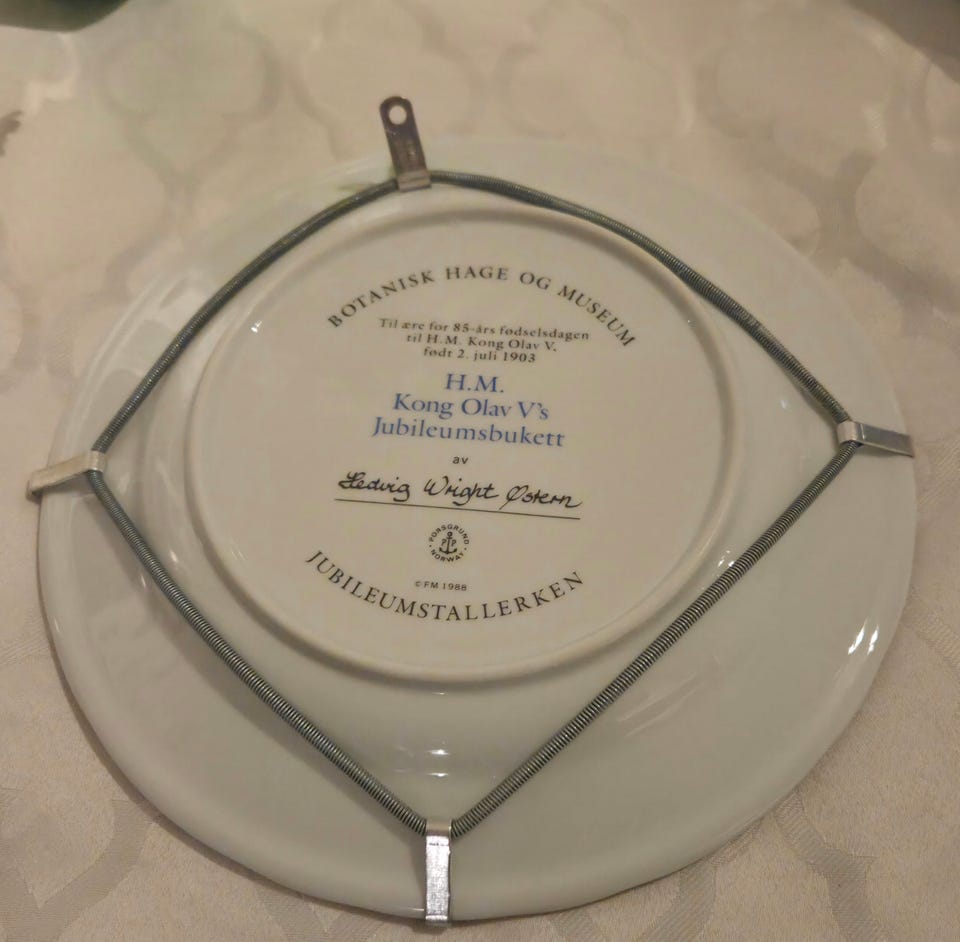 BOTANISK HAGE OG MUSEUM
Til ære for 85-års fødselsdagen
til H.M. Kong Olav V,
født 2. juli 1903
H.M.
Kong Olav V's
Jubileumsbukett
av
Hedvig Wright Østern
PORSGRUND
NORWAY
© FM 1988
JUBILEUMSTALLERKEN